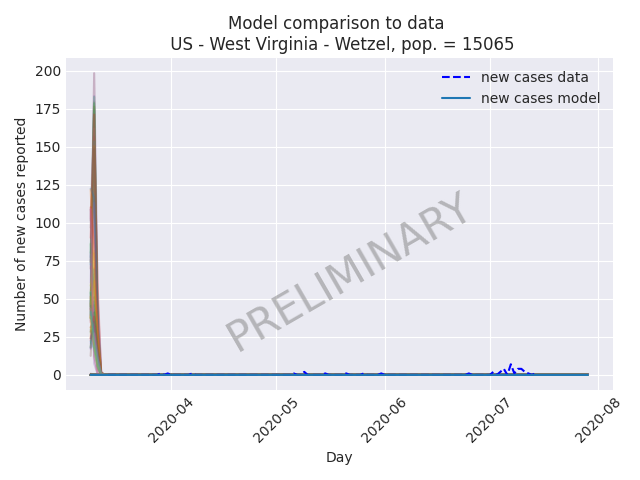 Model comparison to data
US - West Virginia - Wetzel, pop. = 15065
200
175
150
125
100
75
50
25
0
Number of new cases reported
new cases data
new cases model
PRELIMINARY
2020-04
2020-05
2020-06
2020-07
2020-08
Day